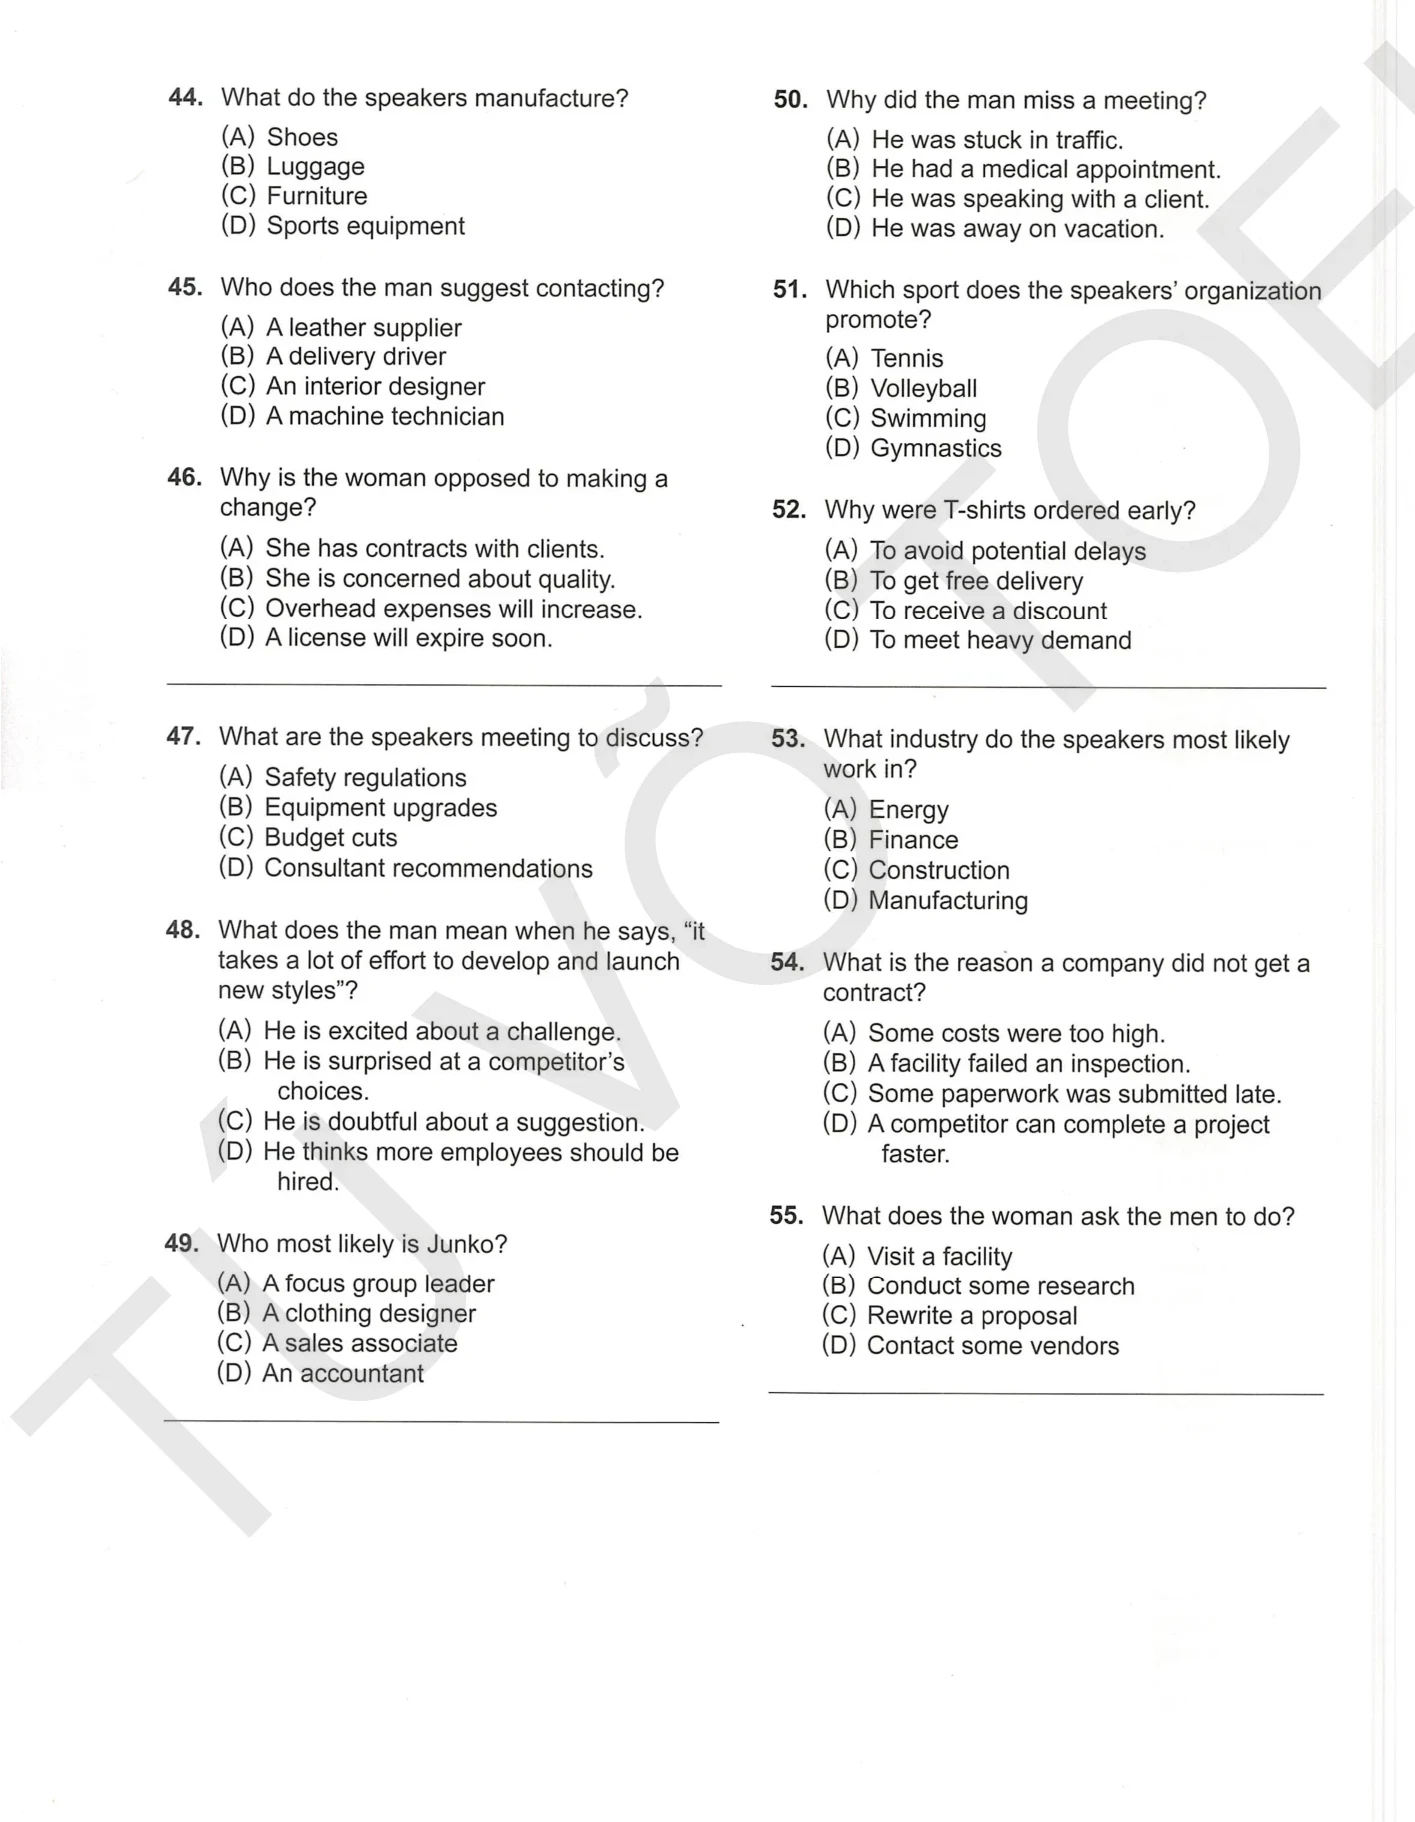 44. What do the speakers manufacture?
(A) Shoes
(B) Luggage
(C) Furniture
(D) Sports equipment
45. Who does the man suggest contacting?
(A) A leather supplier
(B) A delivery driver
(C) An interior designer
(D) A machine technician
46. Why is the woman opposed to making a
change?
(A) She has contracts with clients.
(B) She is concerned about quality.
(C) Overhead expenses will increase.
(D) A license will expire soon.
47. What are the speakers meeting to discuss?
(A) Safety regulations
(B) Equipment upgrades
(C) Budget cuts
(D) Consultant recommendations
48. What does the man mean when he says, “it
takes a lot of effort to develop and launch
new styles”?
(A) He is excited about a challenge.
(B) He is surprised at a competitor’s
choices.
(C) He is doubtful about a suggestion.
(D) He thinks more employees should be
hired.
49. Who most likely is Junko?
(A) A focus group leader
(B) A clothing designer
(C) A sales associate
(D) An accountant
50. Why did the man miss a meeting?
(A) He was stuck in traffic.
(B) He had a medical appointment.
(C) He was speaking with a client.
(D) He was away on vacation.
51. Which sport does the speakers’ organization
promote?
(A) Tennis
(B) Volleyball
(C) Swimming
(D) Gymnastics
52. Why were T-shirts ordered early?
(A) To avoid potential delays
(B) To get free delivery
(C) To receive a discount
(D) To meet heavy demand
53. What industry do the speakers most likely
work in?
(A) Energy
(B) Finance
(C) Construction
(D) Manufacturing
54. What is the reason a company did not get a
contract?
(A) Some costs were too high.
(B) A facility failed an inspection.
(C) Some paperwork was submitted late.
(D) A competitor can complete a project
faster.
55. What does the woman ask the men to do?
(A) Visit a facility
(B) Conduct some research
(C) Rewrite a proposal
(D) Contact some vendors
TÚ VÕ TOE